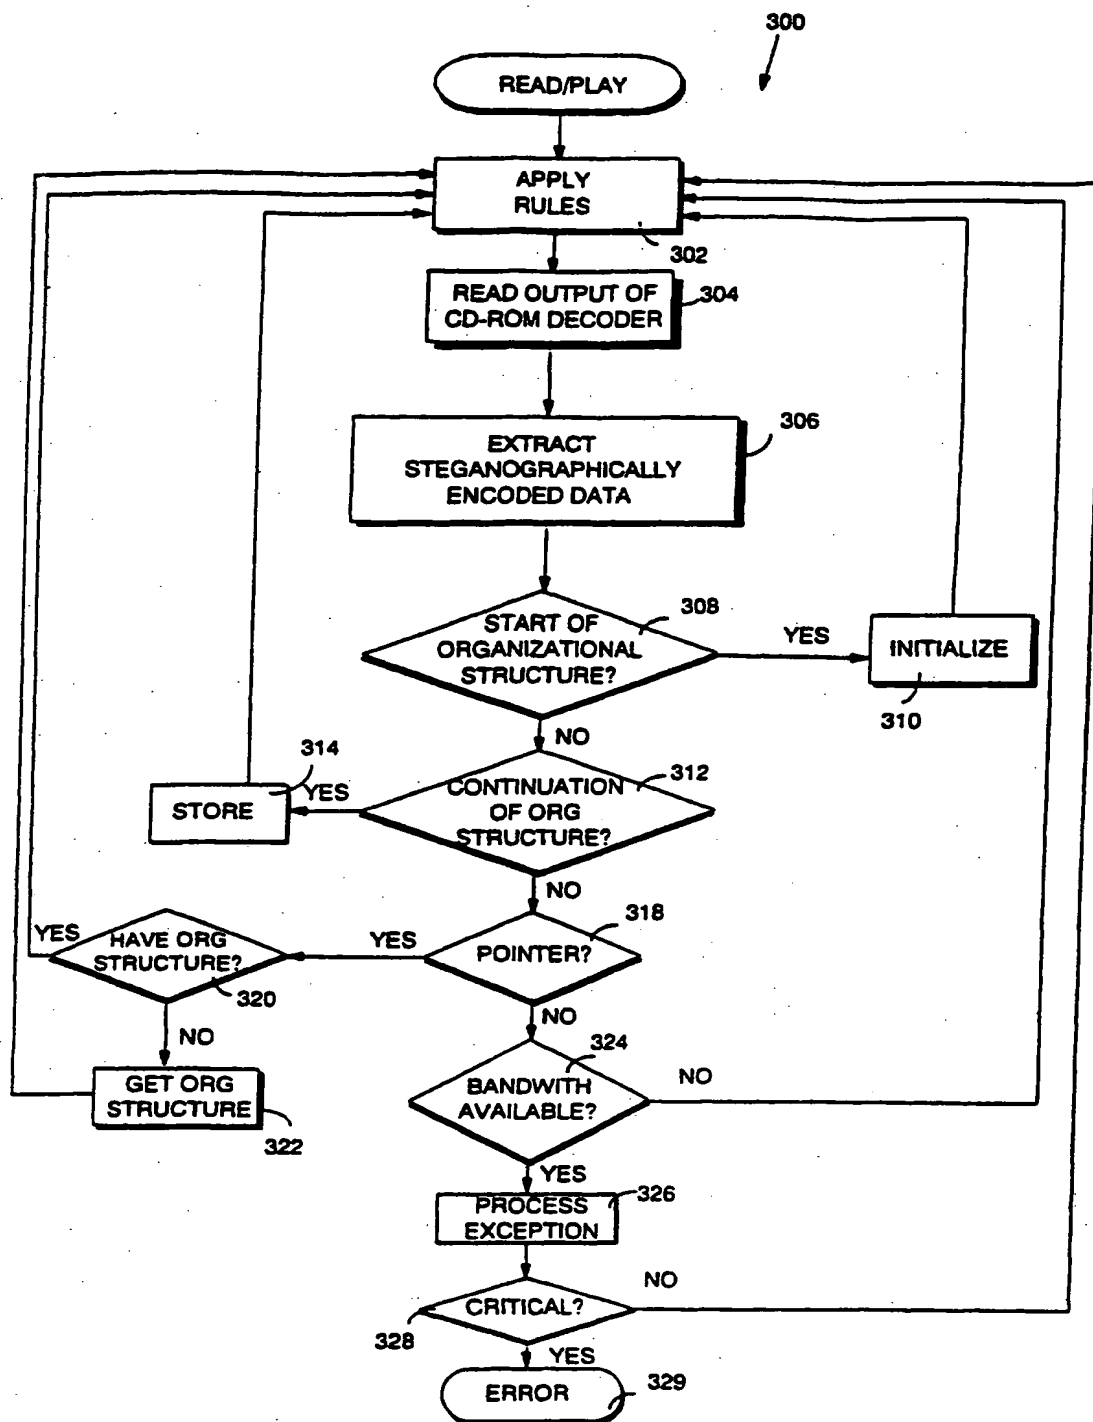 300
READ/PLAY
APPLY
RULES
302
READ OUTPUT OF
CD-ROM DECODER
304
EXTRACT
STEGANOGRAPHICALLY
ENCODED DATA
306
START OF
ORGANIZATIONAL
STRUCTURE?
308
YES
INITIALIZE
310
NO
CONTINUATION
OF ORG
STRUCTURE?
312
YES
314
STORE
NO
POINTER?
318
YES
HAVE ORG
STRUCTURE?
320
YES
NO
GET ORG
STRUCTURE
322
NO
BANDWITH
AVAILABLE?
324
NO
YES
PROCESS
EXCEPTION
326
CRITICAL?
328
NO
YES
ERROR
329